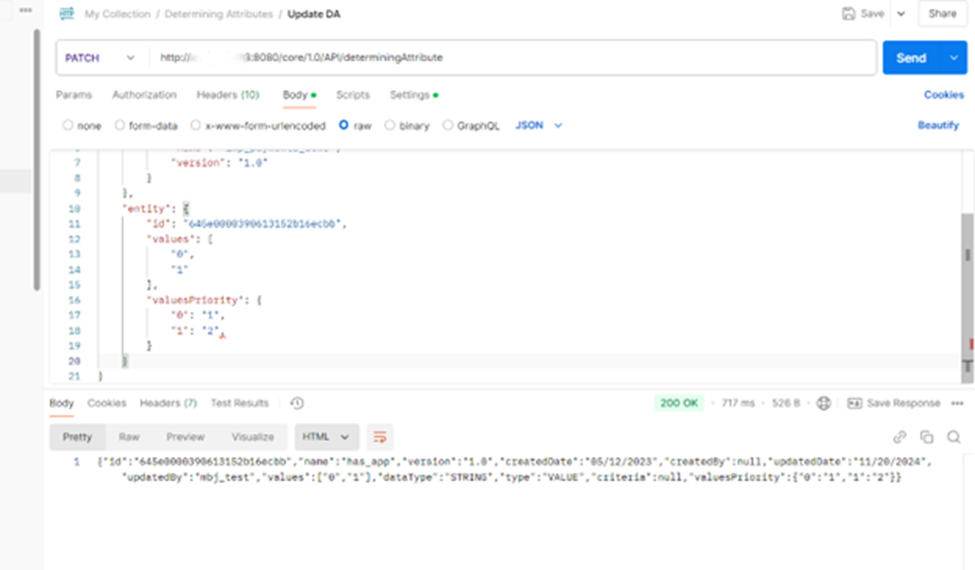 My Collection / Determining Attributes / Update DA
Save
Share
PATCH
http:// 3:8080/core/1.0/API/determiningAttribute
Send
Params Authorization Headers (10) Body Scripts Settings
Cookies
none form-data x-www-form-urlencoded raw binary GraphQL JSON
Beautify
7 "version": "1.0"
8 }
9 },
10 "entity": {
11 "id": "645e0000390613152b16ecbb",
12 "values": [
13 "0",
14 "1"
15 ],
16 "valuesPriority": {
17 "0": "1",
18 "1": "2",
19 }
20 }
21 }
Body Cookies Headers (7) Test Results
200 OK • 717 ms • 526 B •
Save Response
Pretty Raw Preview Visualize HTML
1 {"id":"645e0000390613152b16ecbb","name":"has_app","version":"1.0","createdDate":"05/12/2023","createdBy":null,"updatedDate":"11/20/2024",
"updatedBy":"mbj_test","values":["0","1"],"dataType":"STRING","type":"VALUE","criteria":null,"valuesPriority":{"0":"1","1":"2"}}